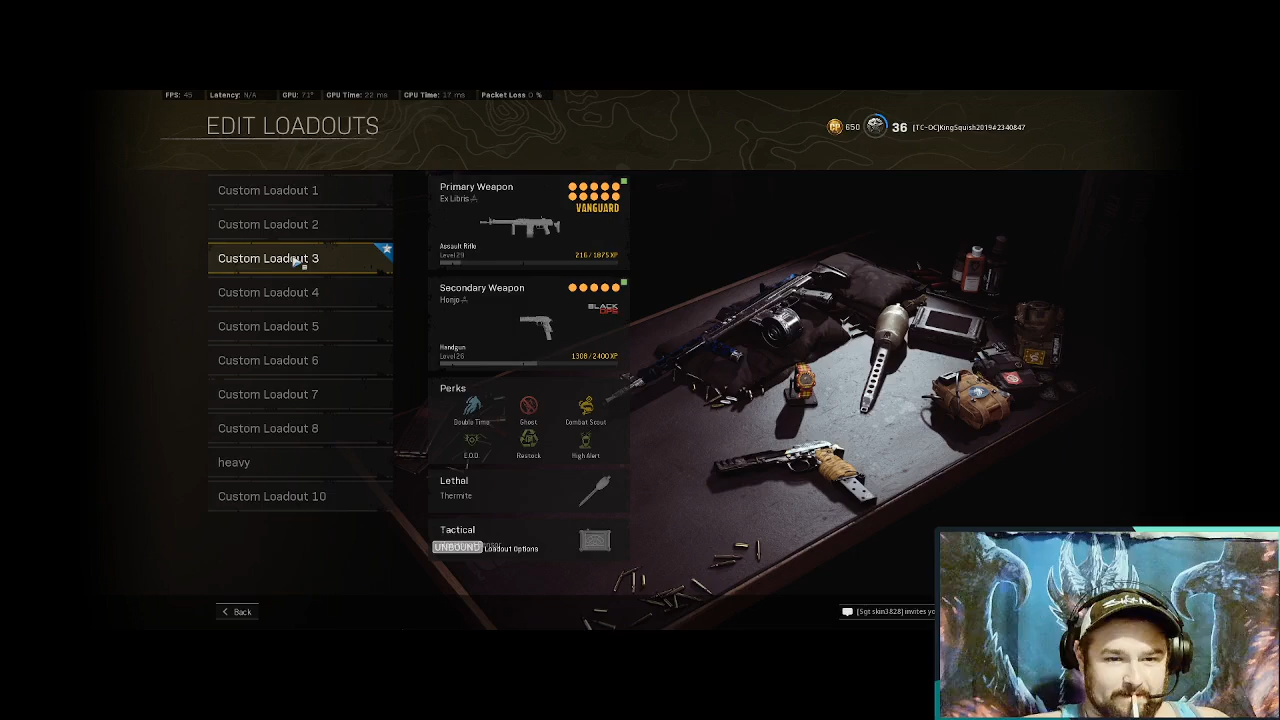 FPS: 45 Latency: N/A GPU: 71° GPU Time: 22 ms CPU Time: 17 ms Packet Loss 0 %
EDIT LOADOUTS
650 36 [TC-OC]KingSquish2019#2340847
Custom Loadout 1
Custom Loadout 2
Custom Loadout 3
Custom Loadout 4
Custom Loadout 5
Custom Loadout 6
Custom Loadout 7
Custom Loadout 8
heavy
Custom Loadout 10
Primary Weapon
Ex Libris
VANGUARD
Assault Rifle
Level 29 216 / 1875 XP
Secondary Weapon
Honjo
BLACK OPS
Handgun
Level 26 1308 / 2400 XP
Perks
Double Time Ghost Combat Scout
E.O.D. Restock High Alert
Lethal
Thermite
Tactical
UNBOUND Loadout Options
Back
[Sgt skin3828] invites yo